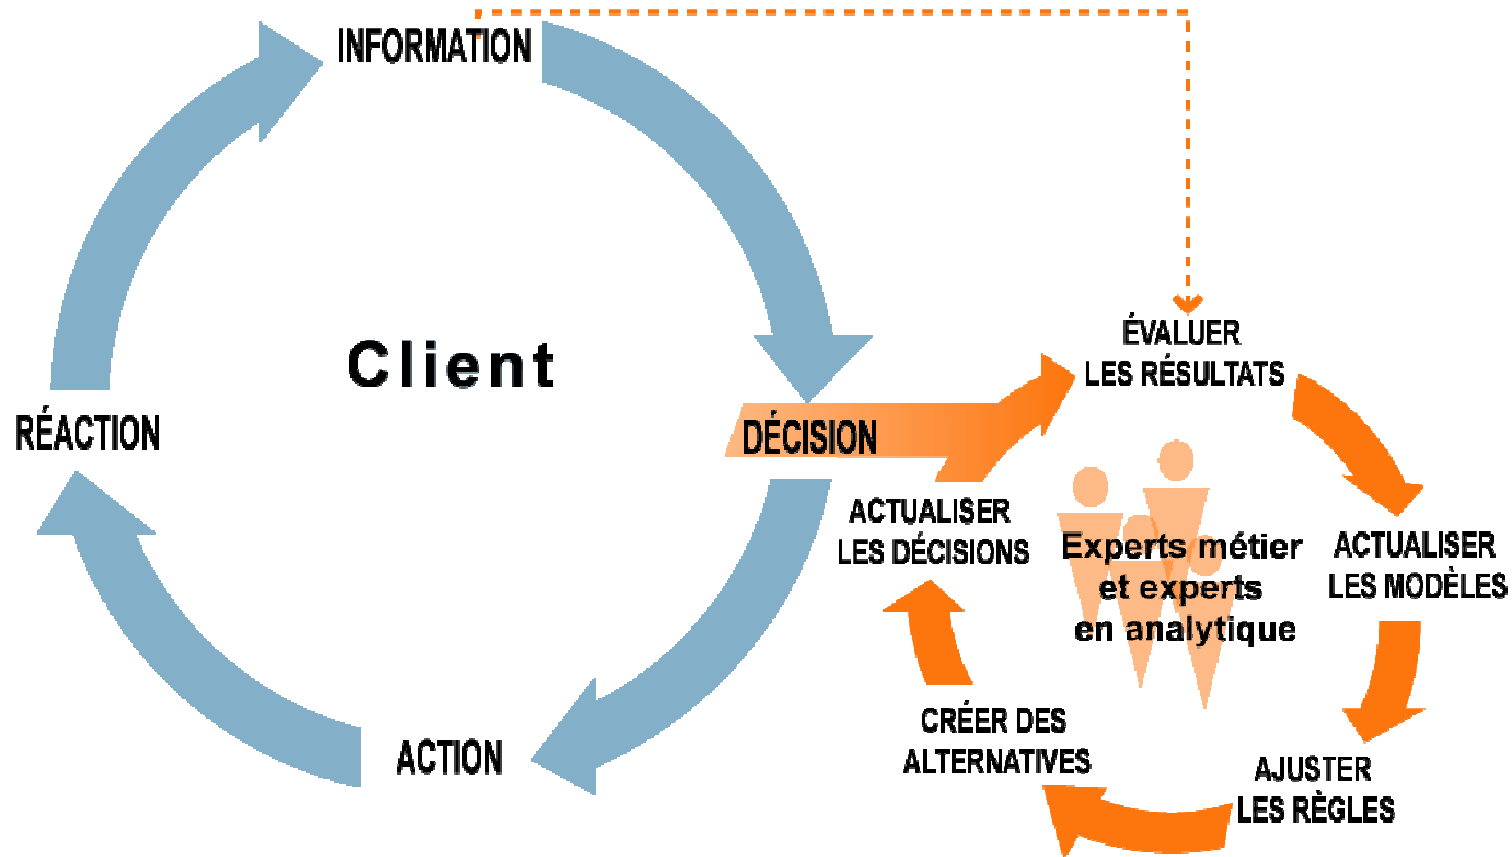 INFORMATION
Client
RÉACTION
DÉCISION
ACTION
ÉVALUER
LES RÉSULTATS
ACTUALISER
LES DÉCISIONS
Experts métier
et experts
en analytique
ACTUALISER
LES MODÈLES
CRÉER DES
ALTERNATIVES
AJUSTER
LES RÈGLES